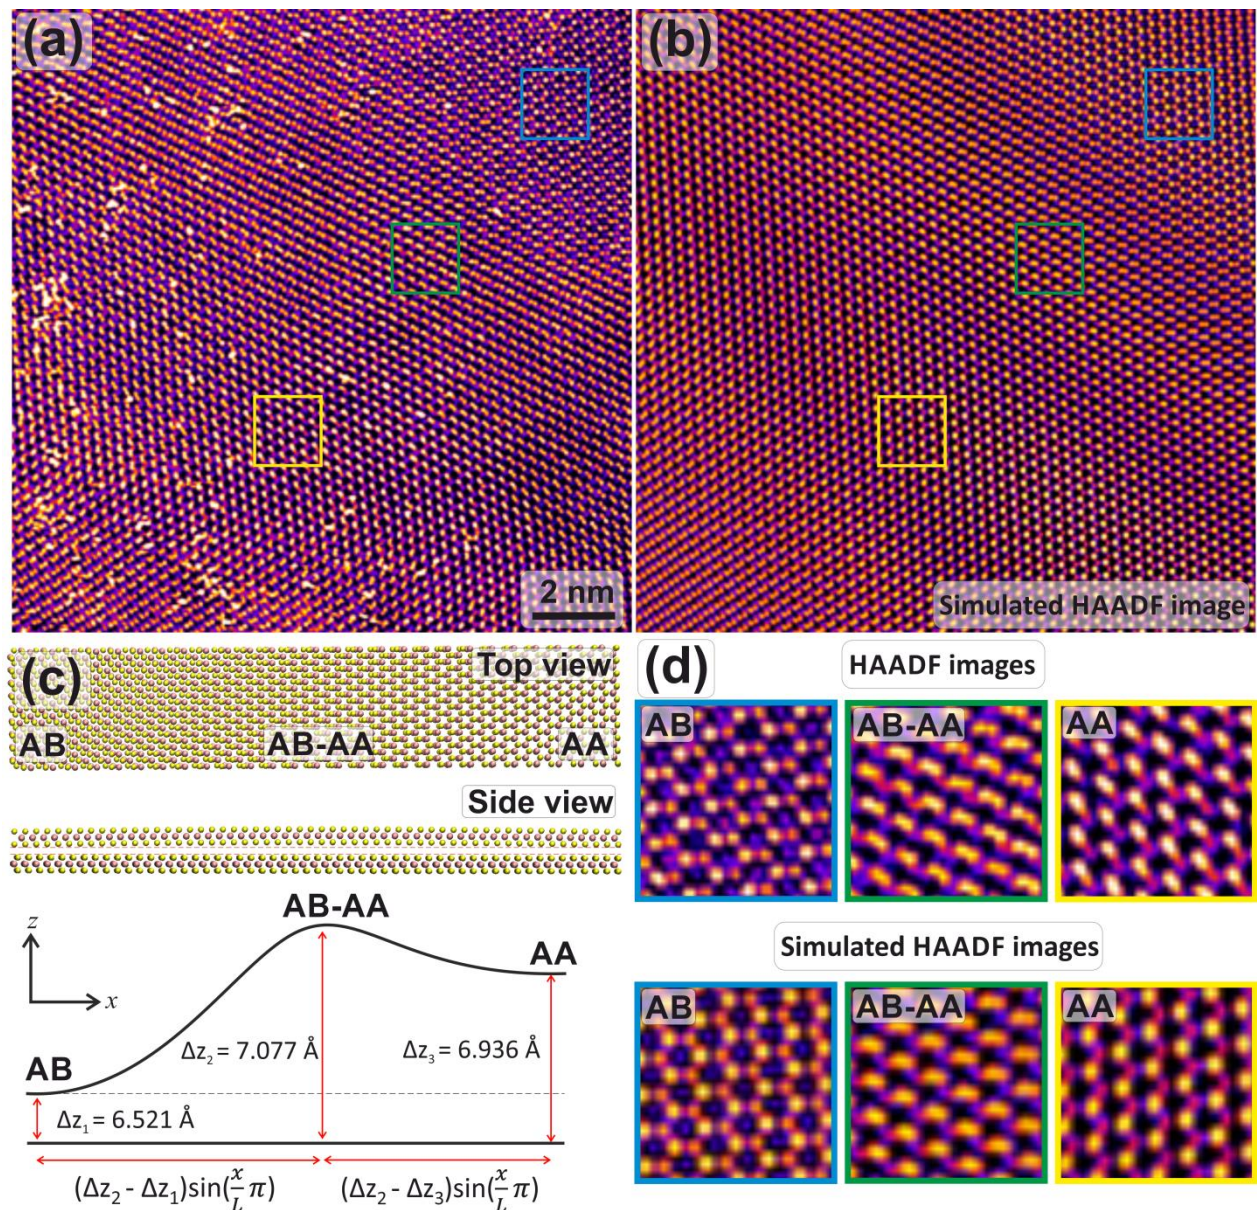 (a)
(b)
2 nm
Simulated HAADF image
(c)
Top view
AB
AB-AA
AA
Side view
z
x
AB
AB-AA
AA
Δz₁ = 6.521 Å
Δz₂ = 7.077 Å
Δz₃ = 6.936 Å
(Δz₂ - Δz₁)sin(x/L π)
(Δz₂ - Δz₃)sin(x/L π)
(d)
HAADF images
AB
AB-AA
AA
Simulated HAADF images
AB
AB-AA
AA